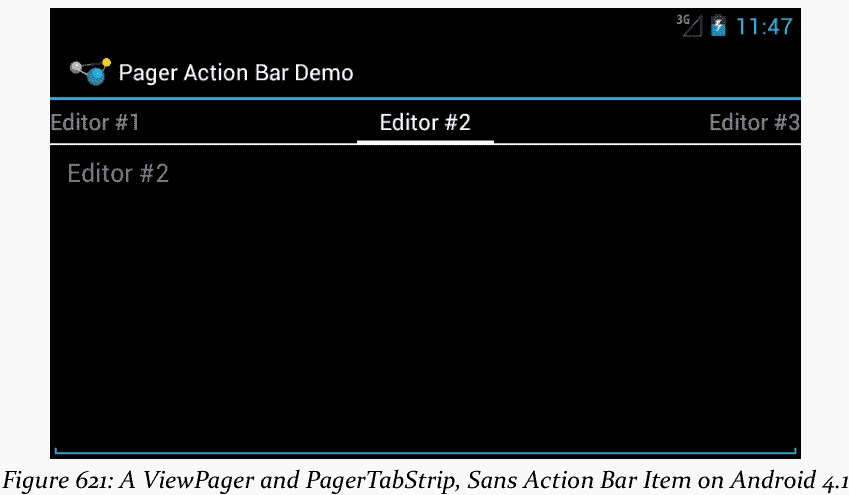 3G 11:47
Pager Action Bar Demo
Editor #1 Editor #2 Editor #3
Editor #2
Figure 621: A ViewPager and PagerTabStrip, Sans Action Bar Item on Android 4.1